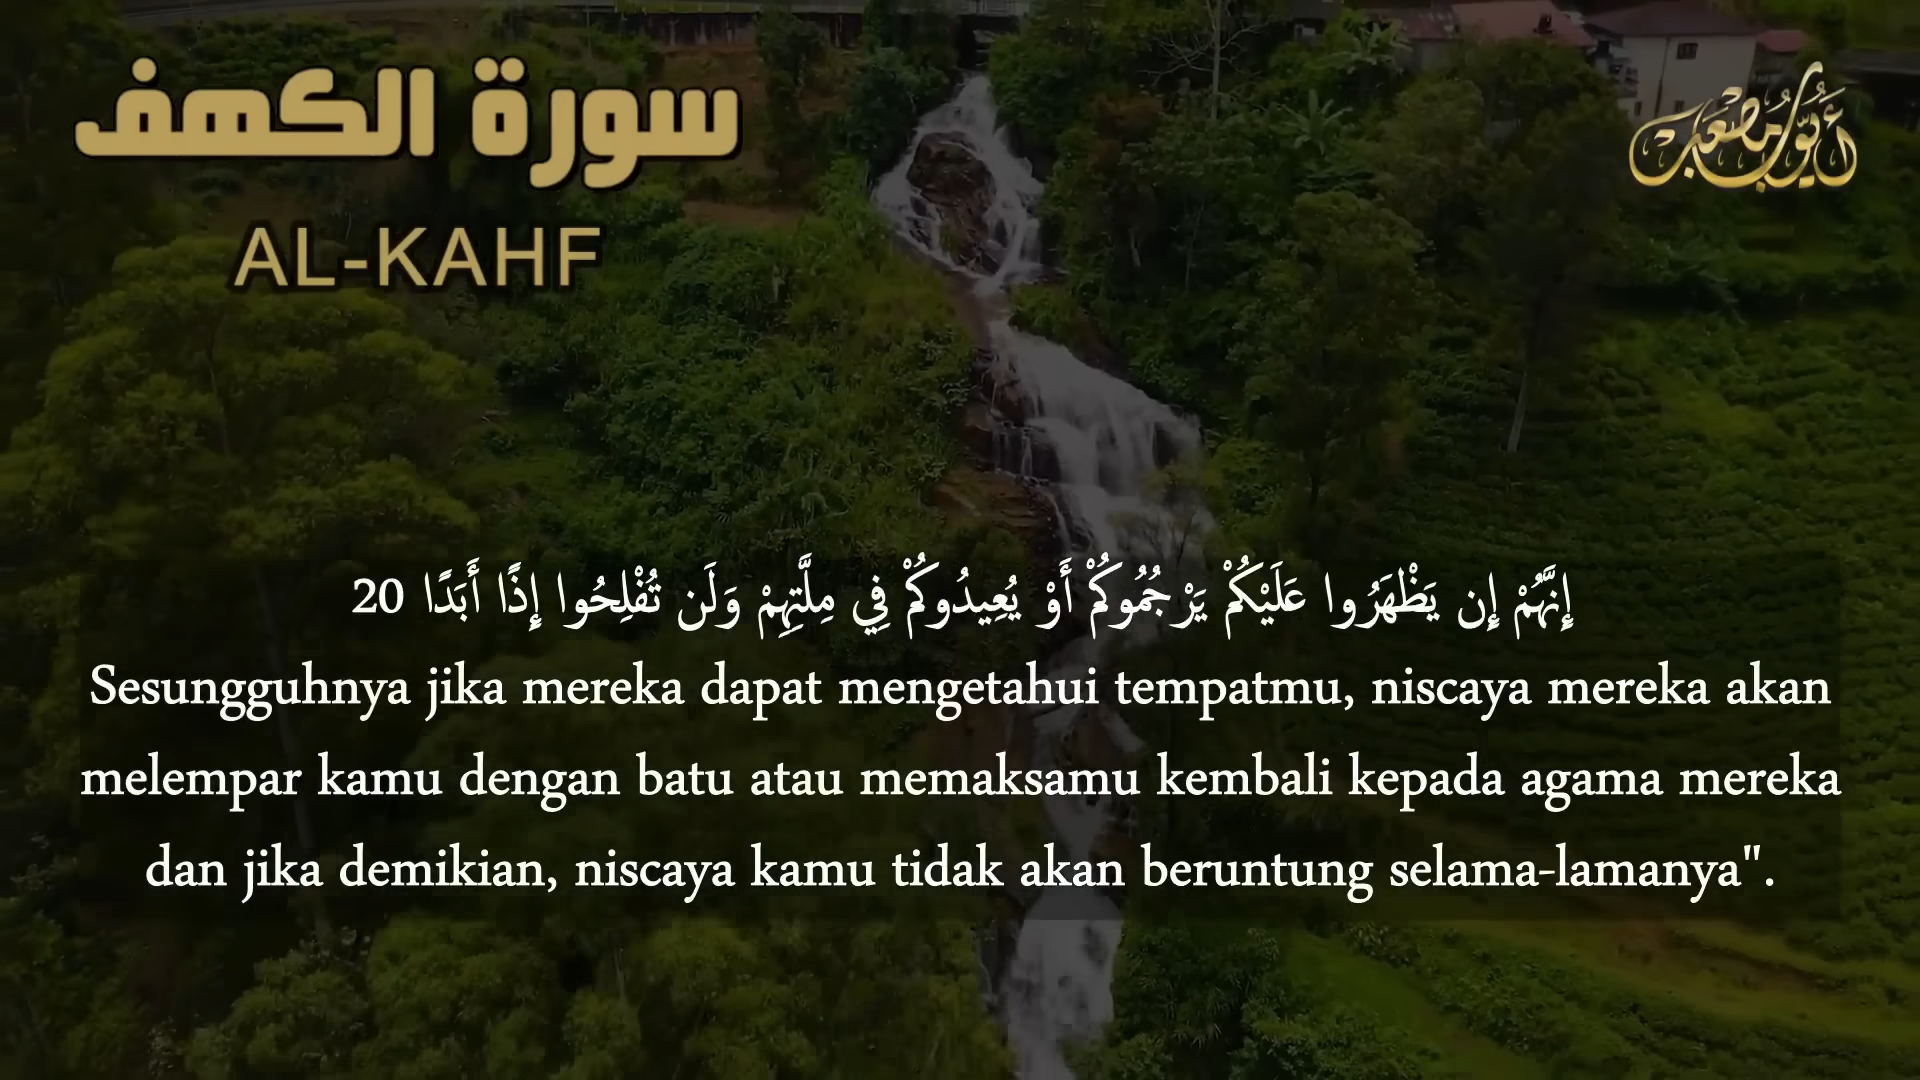 سورة الكهف
AL-KAHF
أيوب مصعب
إِنَّهُمْ إِن يَظْهَرُوا عَلَيْكُمْ يَرْجُمُوكُمْ أَوْ يُعِيدُوكُمْ فِي مِلَّتِهِمْ وَلَن تُفْلِحُوا إِذًا أَبَدًا 20
Sesungguhnya jika mereka dapat mengetahui tempatmu, niscaya mereka akan
melempar kamu dengan batu atau memaksamu kembali kepada agama mereka
dan jika demikian, niscaya kamu tidak akan beruntung selama-lamanya".